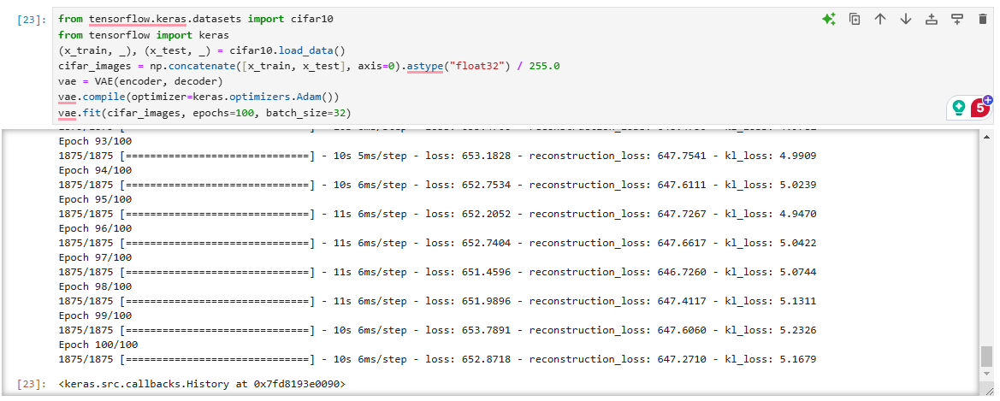 [23]: from tensorflow.keras.datasets import cifar10
from tensorflow import keras
(x_train, _), (x_test, _) = cifar10.load_data()
cifar_images = np.concatenate([x_train, x_test], axis=0).astype("float32") / 255.0
vae = VAE(encoder, decoder)
vae.compile(optimizer=keras.optimizers.Adam())
vae.fit(cifar_images, epochs=100, batch_size=32)
5
Epoch 93/100
1875/1875 [==============================] - 10s 5ms/step - loss: 653.1828 - reconstruction_loss: 647.7541 - kl_loss: 4.9909
Epoch 94/100
1875/1875 [==============================] - 10s 6ms/step - loss: 652.7534 - reconstruction_loss: 647.6111 - kl_loss: 5.0239
Epoch 95/100
1875/1875 [==============================] - 11s 6ms/step - loss: 652.2052 - reconstruction_loss: 647.7267 - kl_loss: 4.9470
Epoch 96/100
1875/1875 [==============================] - 11s 6ms/step - loss: 652.7404 - reconstruction_loss: 647.6617 - kl_loss: 5.0422
Epoch 97/100
1875/1875 [==============================] - 11s 6ms/step - loss: 651.4596 - reconstruction_loss: 646.7260 - kl_loss: 5.0744
Epoch 98/100
1875/1875 [==============================] - 11s 6ms/step - loss: 651.9896 - reconstruction_loss: 647.4117 - kl_loss: 5.1311
Epoch 99/100
1875/1875 [==============================] - 10s 6ms/step - loss: 653.7891 - reconstruction_loss: 647.6060 - kl_loss: 5.2326
Epoch 100/100
1875/1875 [==============================] - 10s 6ms/step - loss: 652.8718 - reconstruction_loss: 647.2710 - kl_loss: 5.1679
[23]: <keras.src.callbacks.History at 0x7fd8193e0090>